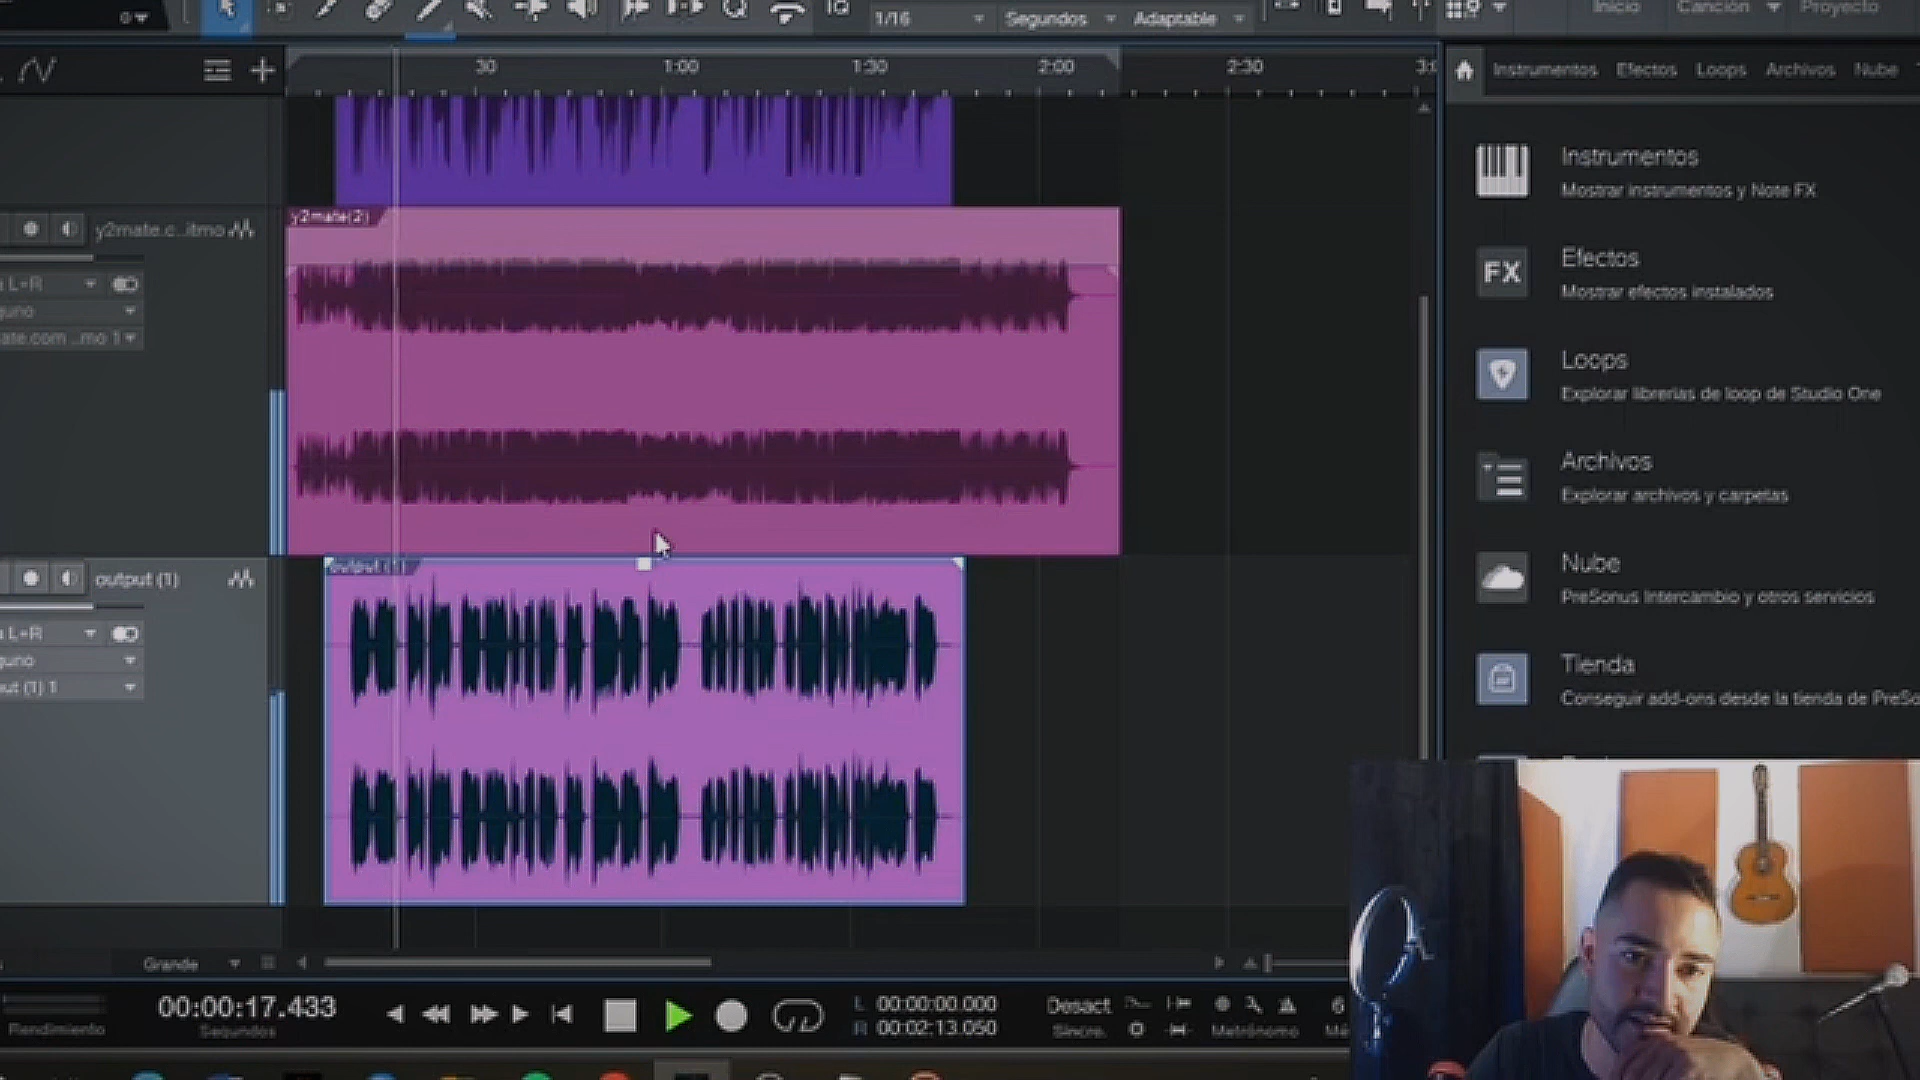 1/16 Segundos Adaptable
Inicio Canción Proyecto
30 1:00 1:30 2:00 2:30
Instrumentos Efectos Loops Archivos Nube
Instrumentos
Mostrar instrumentos y Note FX
Efectos
Mostrar efectos instalados
FX
Loops
Explorar librerías de loop de Studio One
Archivos
Explorar archivos y carpetas
Nube
PreSonus Intercambio y otros servicios
Tienda
Conseguir add-ons desde la tienda de PreSo
y2mate(2)
y2mate.c..itmo
L+R
guno
ate.com ..mo 1
output (1)
output (1)
L+R
guno
ut (1) 1
Grande
Rendimiento
00:00:17.433
Segundos
L 00:00:00.000
R 00:02:13.050
Desact
Sincro.
Metrónomo
6